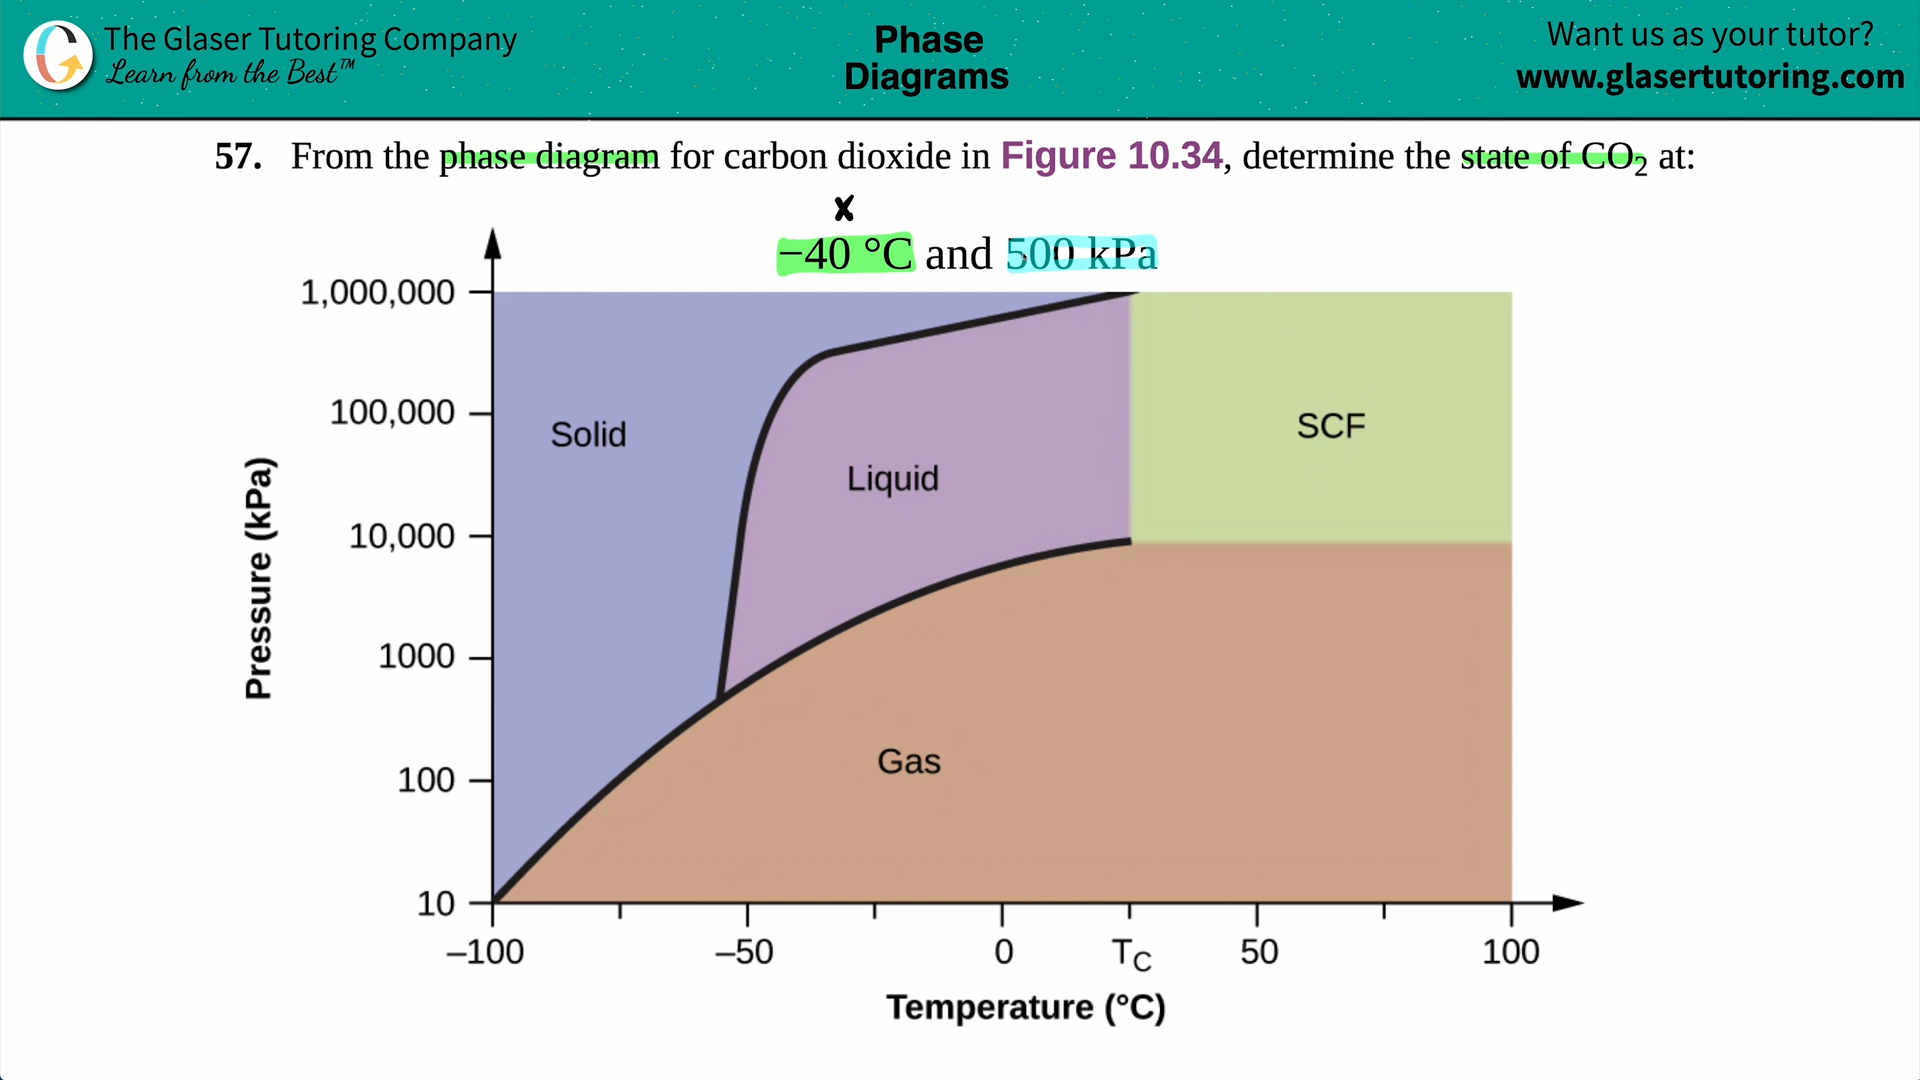 The Glaser Tutoring Company
Learn from the Best™
Phase
Diagrams
Want us as your tutor?
www.glasertutoring.com
57. From the phase diagram for carbon dioxide in Figure 10.34, determine the state of CO₂ at:
x
−40 °C and 500 kPa
Pressure (kPa)
1,000,000
100,000
10,000
1000
100
10
Solid
Liquid
SCF
Gas
–100 –50 0 T_C 50 100
Temperature (°C)